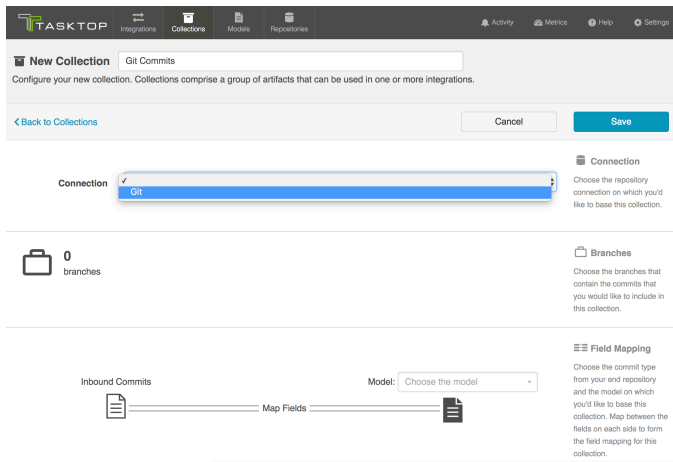 TASKTOP
Integrations
Collections
Models
Repositories
Activity
Metrics
Help
Settings
New Collection
Git Commits
Configure your new collection. Collections comprise a group of artifacts that can be used in one or more integrations.
Back to Collections
Cancel
Save
Connection
Git
Connection
Choose the repository
connection on which you'd
like to base this collection.
0
branches
Branches
Choose the branches that
contain the commits that
you would like to include in
this collection.
Inbound Commits
Model:
Choose the model
Map Fields
Field Mapping
Choose the commit type
from your end repository
and the model on which
you'd like to base this
collection. Map between the
fields on each side to form
the field mapping for this
collection.